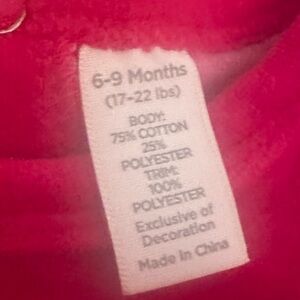 6-9 Months
(17-22 lbs)
BODY:
75% COTTON
25%
POLYESTER
TRIM:
100%
POLYESTER
Exclusive of
Decoration
Made in China